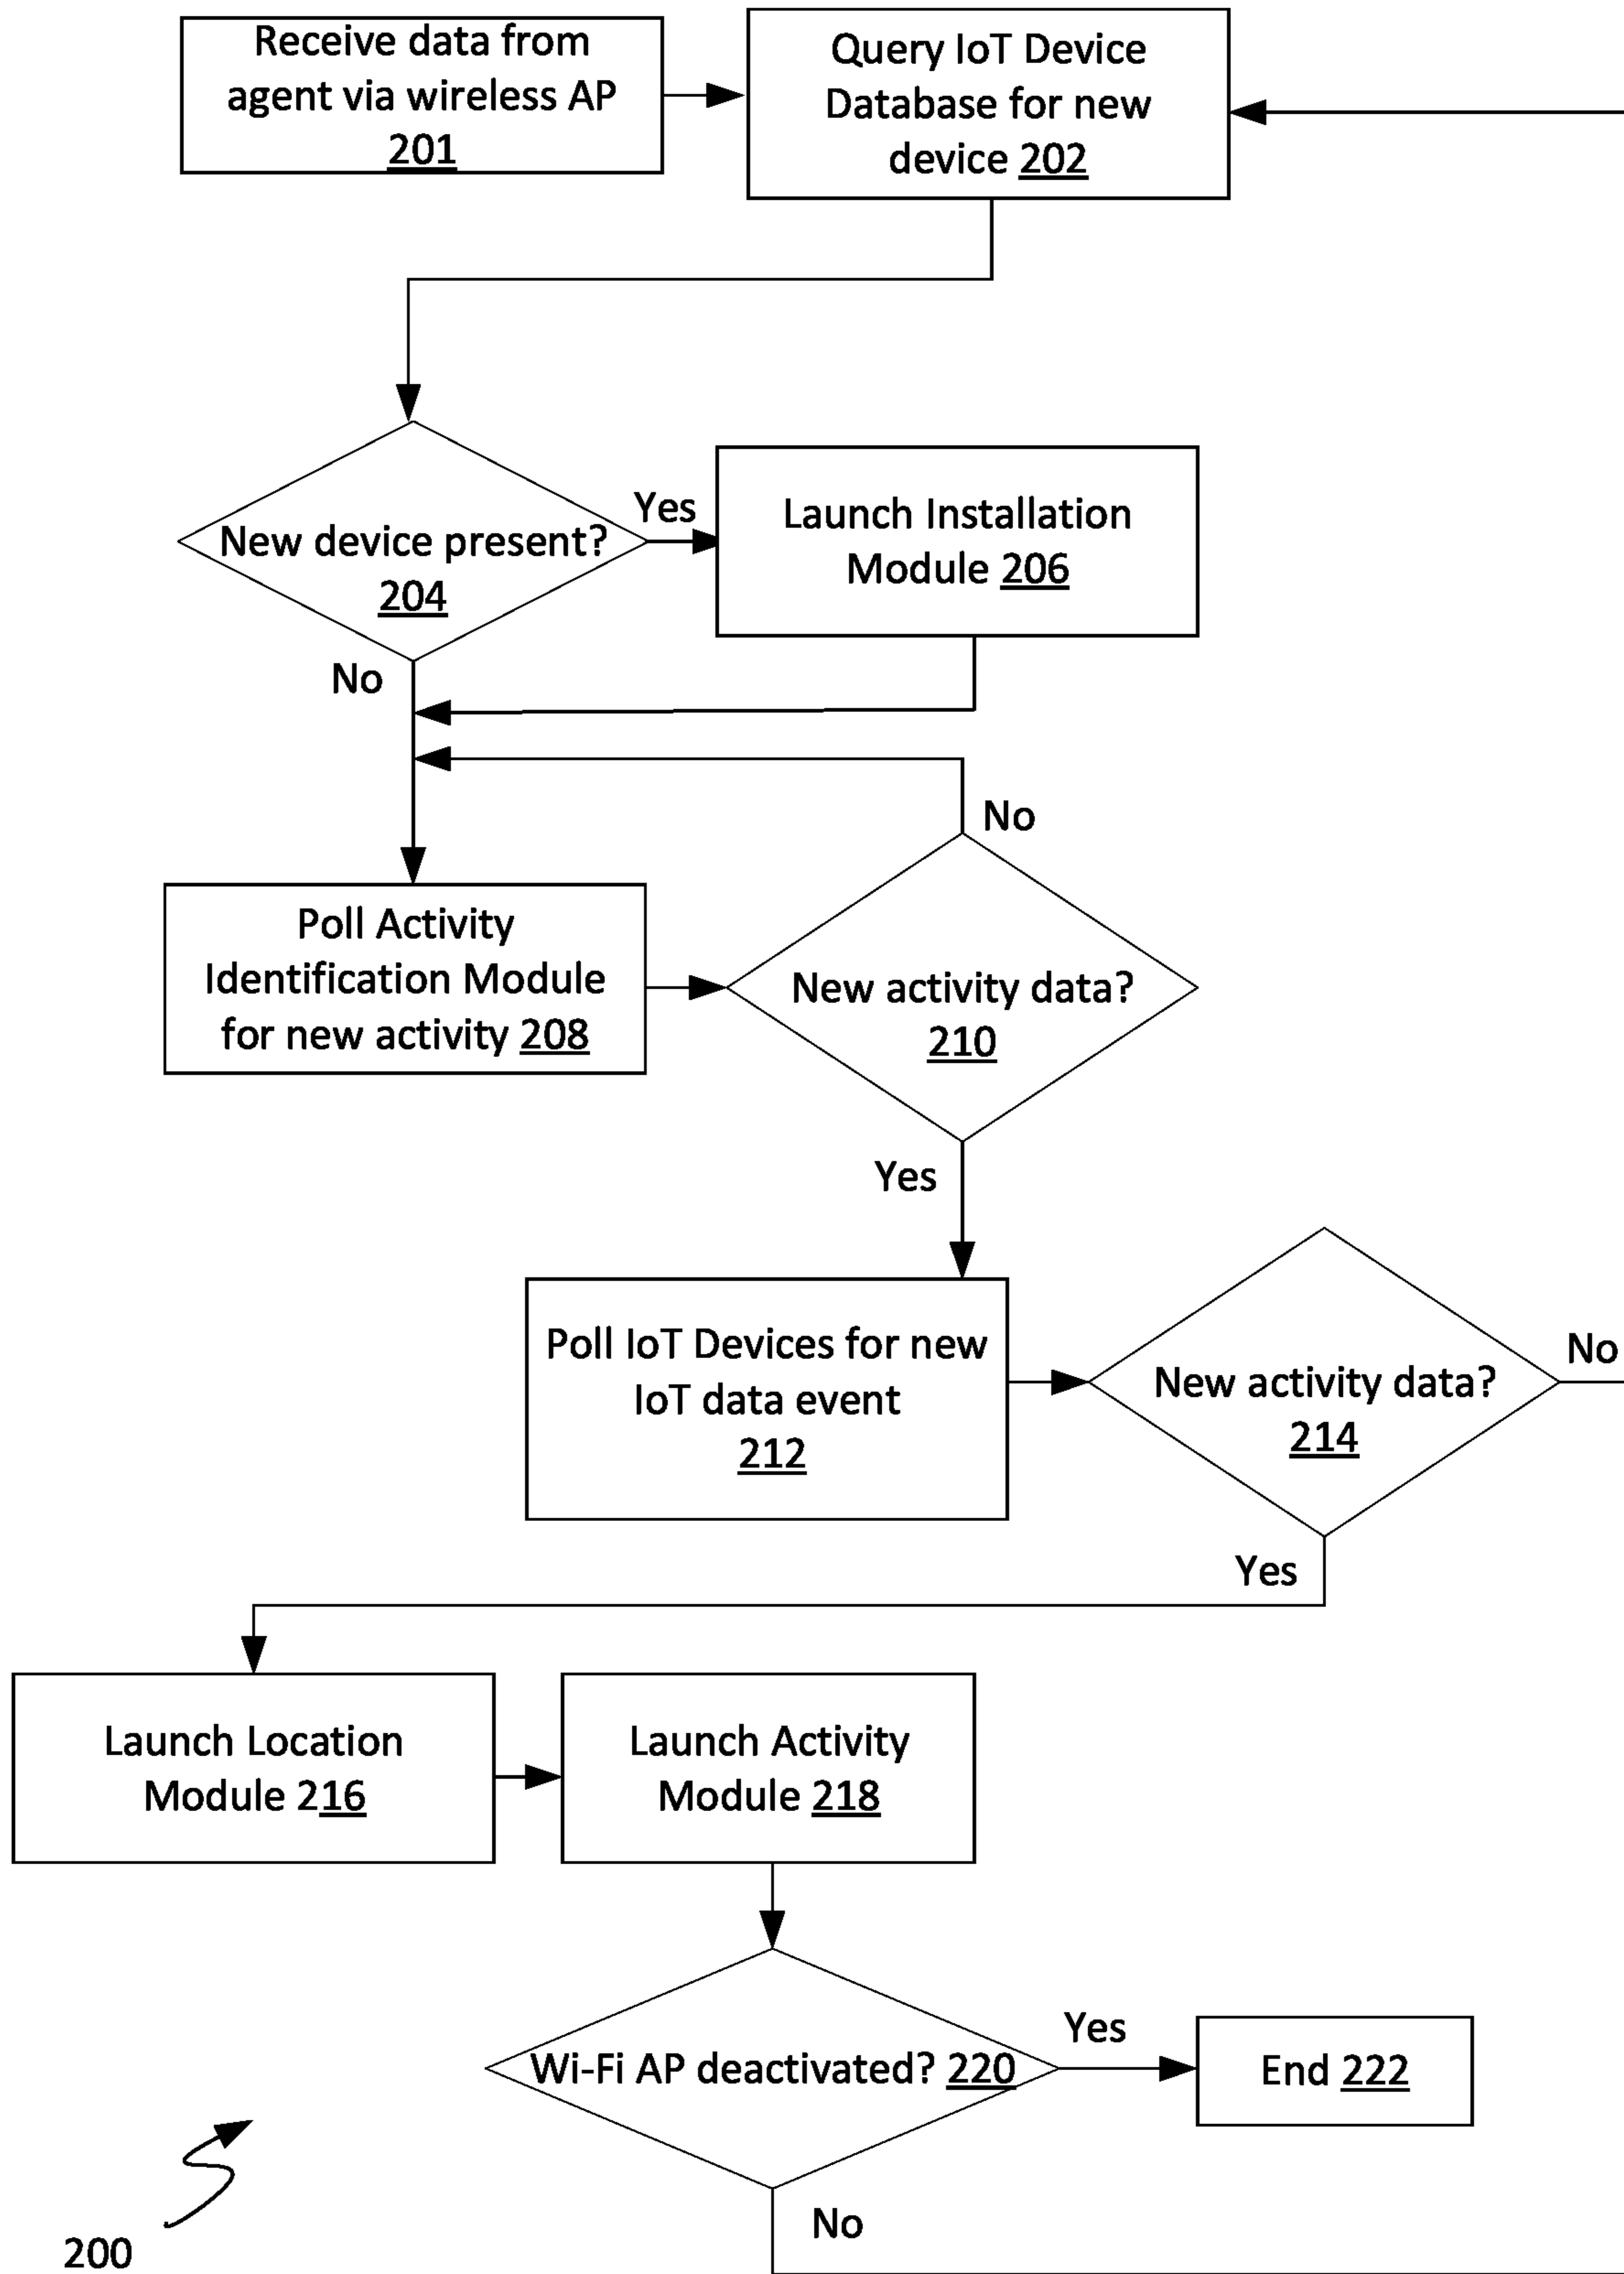 Receive data from
agent via wireless AP
201
Query IoT Device
Database for new
device 202
New device present?
204
Yes
Launch Installation
Module 206
No
No
Poll Activity
Identification Module
for new activity 208
New activity data?
210
Yes
Poll IoT Devices for new
IoT data event
212
New activity data?
214
No
Yes
Launch Location
Module 216
Launch Activity
Module 218
Wi-Fi AP deactivated? 220
Yes
End 222
No
200